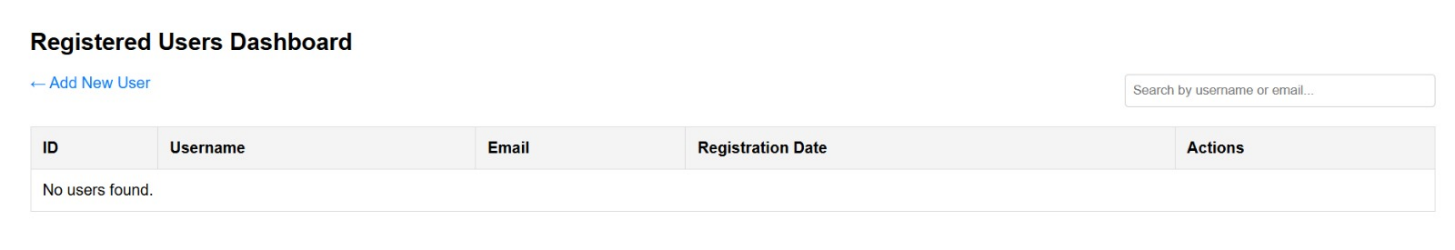 Registered Users Dashboard
← Add New User
Search by username or email...
ID Username Email Registration Date Actions
No users found.